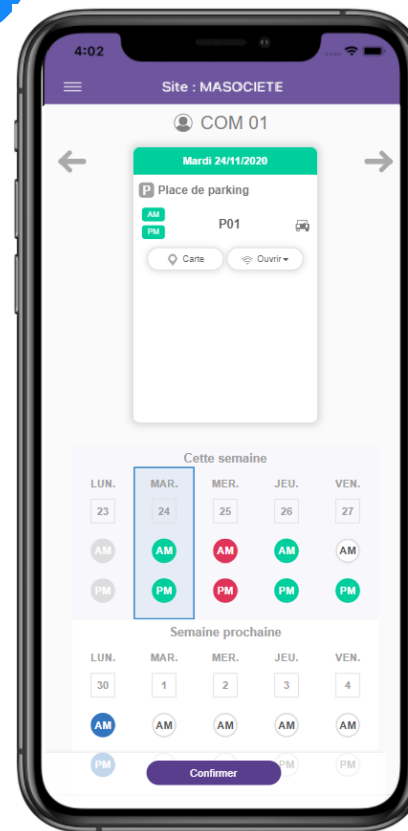 4:02
Site : MASOCIETE
COM 01
Mardi 24/11/2020
P Place de parking
AM
PM
P01
Carte
Ouvrir
Cette semaine
LUN. MAR. MER. JEU. VEN.
23 24 25 26 27
AM AM AM AM AM
PM PM PM PM PM
Semaine prochaine
LUN. MAR. MER. JEU. VEN.
30 1 2 3 4
AM AM AM AM AM
PM PM PM
Confirmer